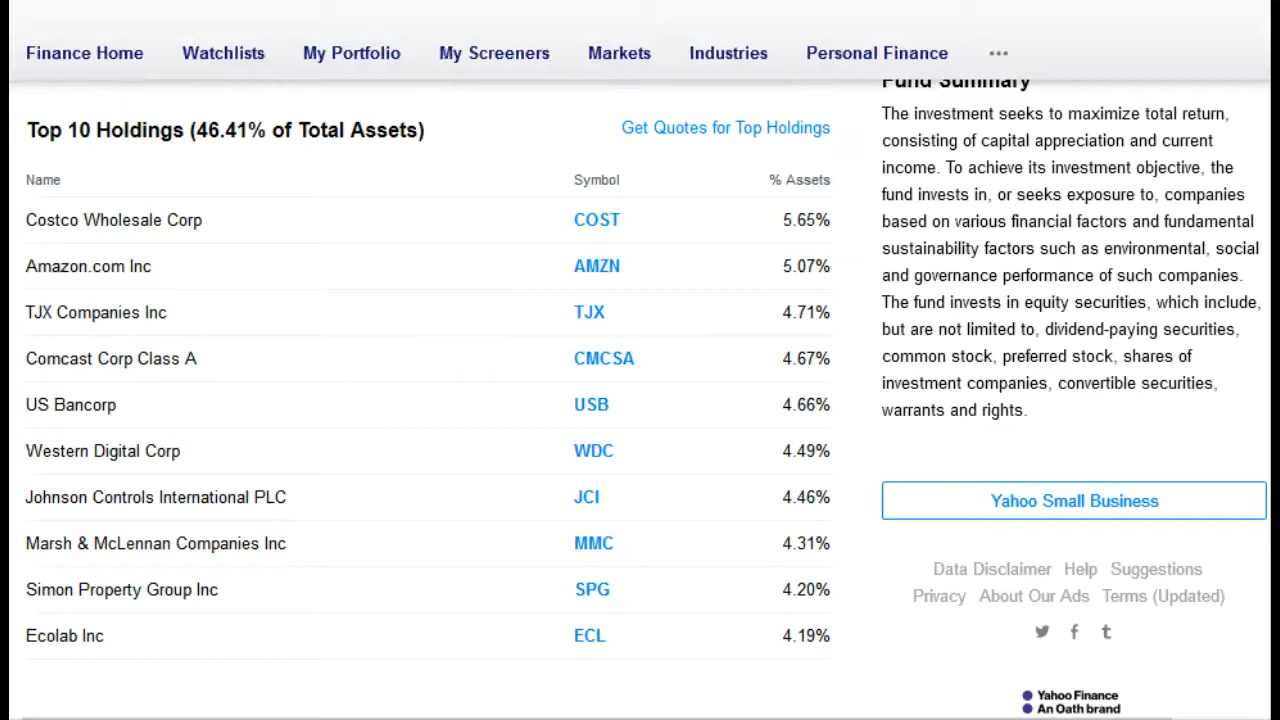 Finance Home Watchlists My Portfolio My Screeners Markets Industries Personal Finance ...
Top 10 Holdings (46.41% of Total Assets) Get Quotes for Top Holdings
Name Symbol % Assets
Costco Wholesale Corp COST 5.65%
Amazon.com Inc AMZN 5.07%
TJX Companies Inc TJX 4.71%
Comcast Corp Class A CMCSA 4.67%
US Bancorp USB 4.66%
Western Digital Corp WDC 4.49%
Johnson Controls International PLC JCI 4.46%
Marsh & McLennan Companies Inc MMC 4.31%
Simon Property Group Inc SPG 4.20%
Ecolab Inc ECL 4.19%
Fund Summary
The investment seeks to maximize total return,
consisting of capital appreciation and current
income. To achieve its investment objective, the
fund invests in, or seeks exposure to, companies
based on various financial factors and fundamental
sustainability factors such as environmental, social
and governance performance of such companies.
The fund invests in equity securities, which include,
but are not limited to, dividend-paying securities,
common stock, preferred stock, shares of
investment companies, convertible securities,
warrants and rights.
Yahoo Small Business
Data Disclaimer Help Suggestions
Privacy About Our Ads Terms (Updated)
Yahoo Finance
An Oath brand